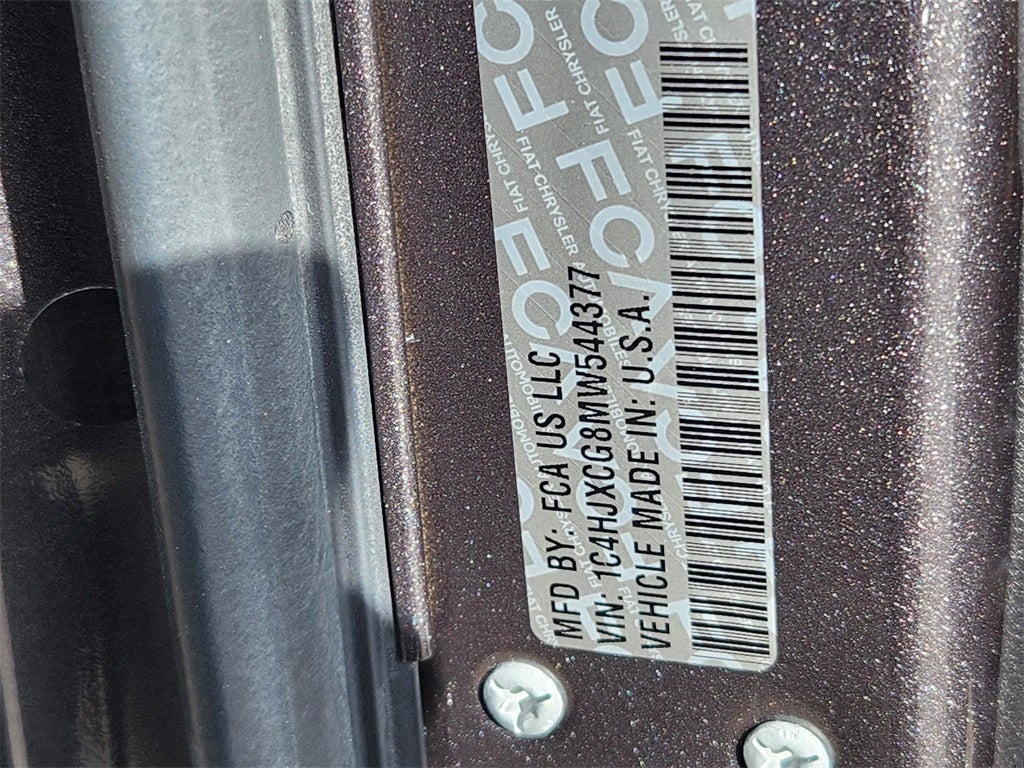 MFD BY: FCA US LLC
VIN: 1C4HJXCG8MW544377
VEHICLE MADE IN: U.S.A.